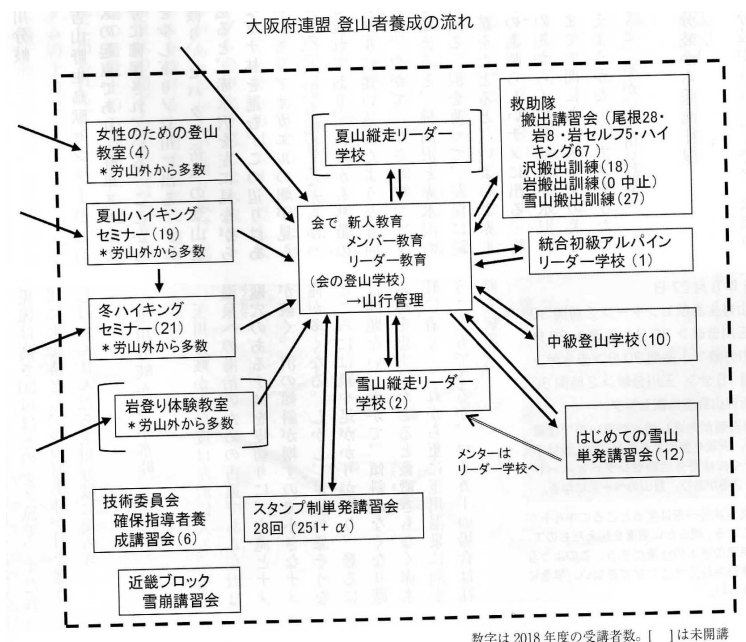 大阪府連盟 登山者養成の流れ
女性のための登山
教室(4)
*労山外から多数
夏山ハイキング
セミナー(19)
*労山外から多数
冬ハイキング
セミナー(21)
*労山外から多数
岩登り体験教室
*労山外から多数
技術委員会
確保指導者養
成講習会(6)
近畿ブロック
雪崩講習会
夏山縦走リーダー
学校
会で 新人教育
メンバー教育
リーダー教育
(会の登山学校)
→山行管理
雪山縦走リーダー
学校(2)
スタンプ制単発講習会
28回(251+α)
救助隊
搬出講習会(尾根28・
岩8・岩セルフ5・ハイ
キング67)
沢搬出訓練(18)
岩搬出訓練(0 中止)
雪山搬出訓練(27)
統合初級アルパイン
リーダー学校(1)
中級登山学校(10)
はじめての雪山
単発講習会(12)
メンターは
リーダー学校へ
数字は2018年度の受講者数。[ ]は未開講